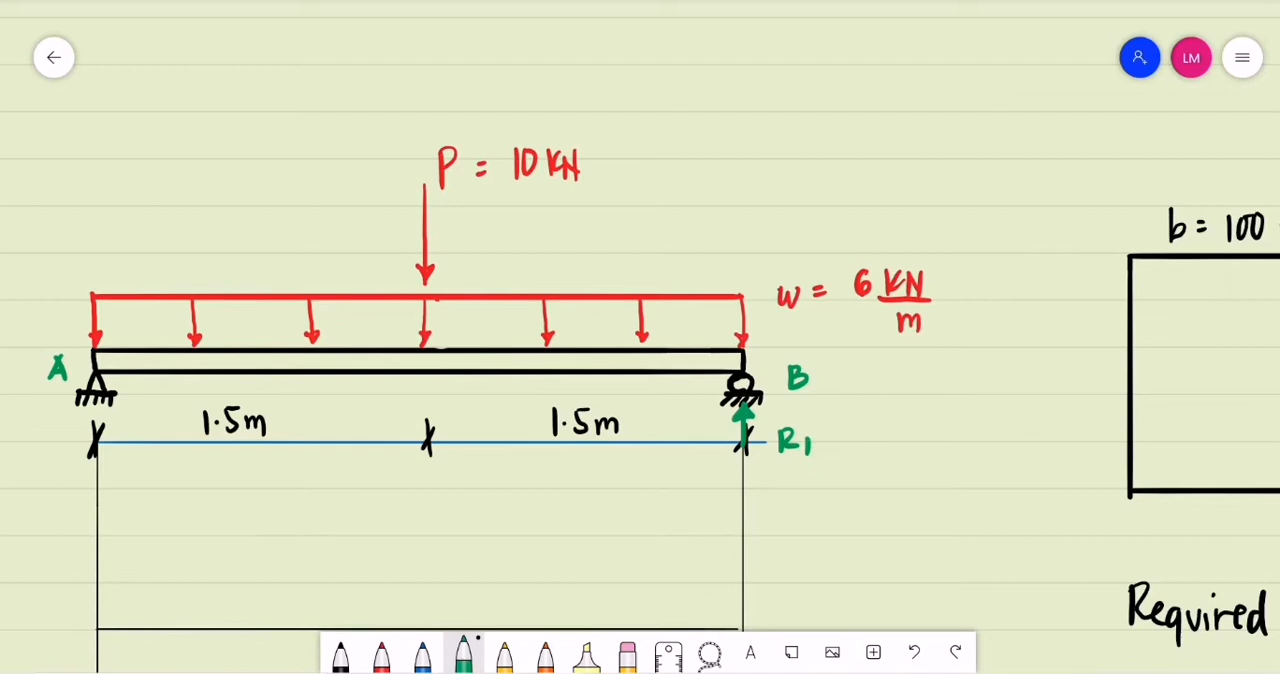 LM
P = 10 KN
b = 100
w = 6 KN/m
A
B
1.5m
1.5m
R1
Required
A